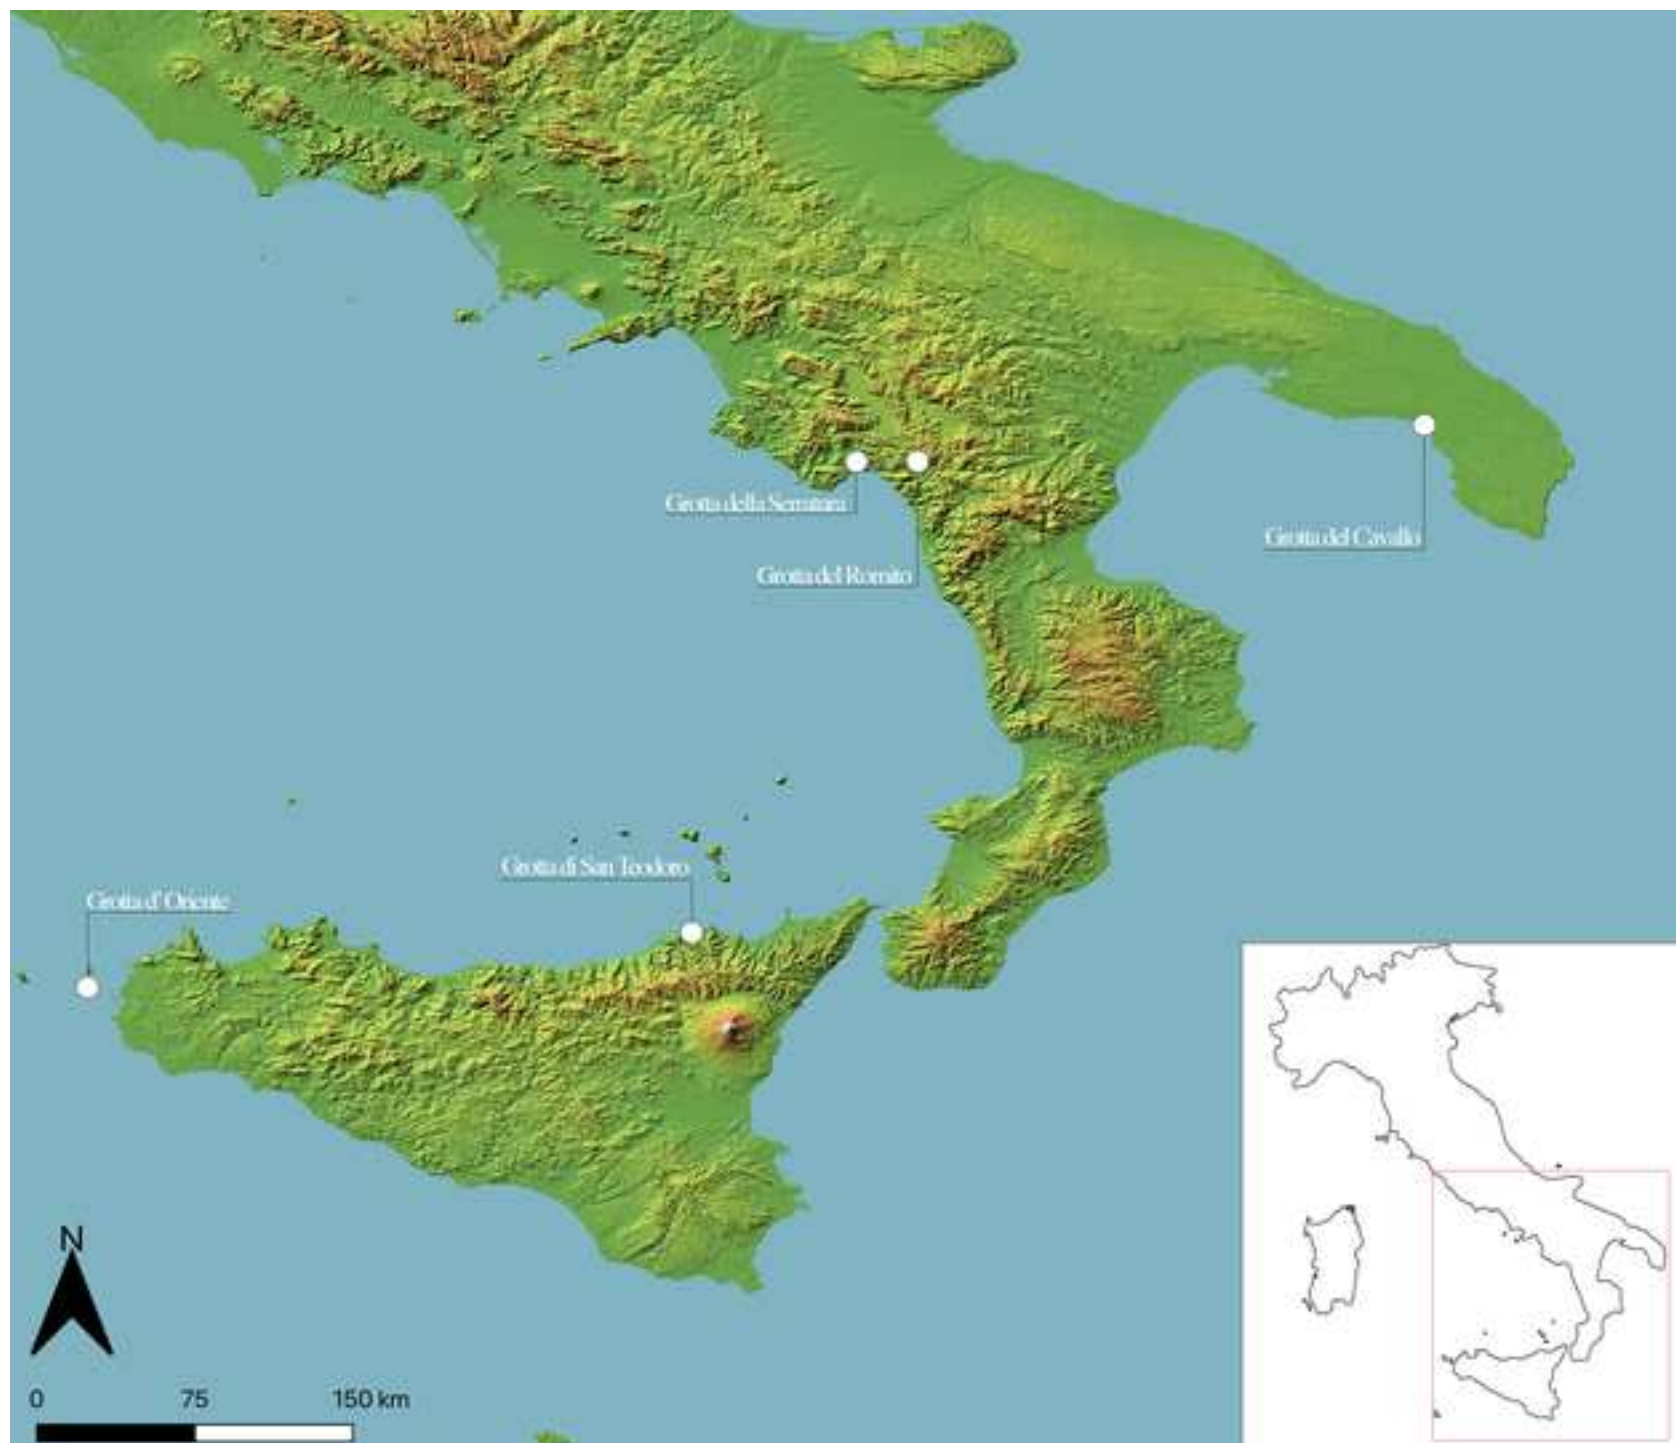 Grotta della Serratura
Grotta del Cavallo
Grotta del Romito
Grotta di San Teodoro
Grotta d'Oriente
N
0 75 150 km